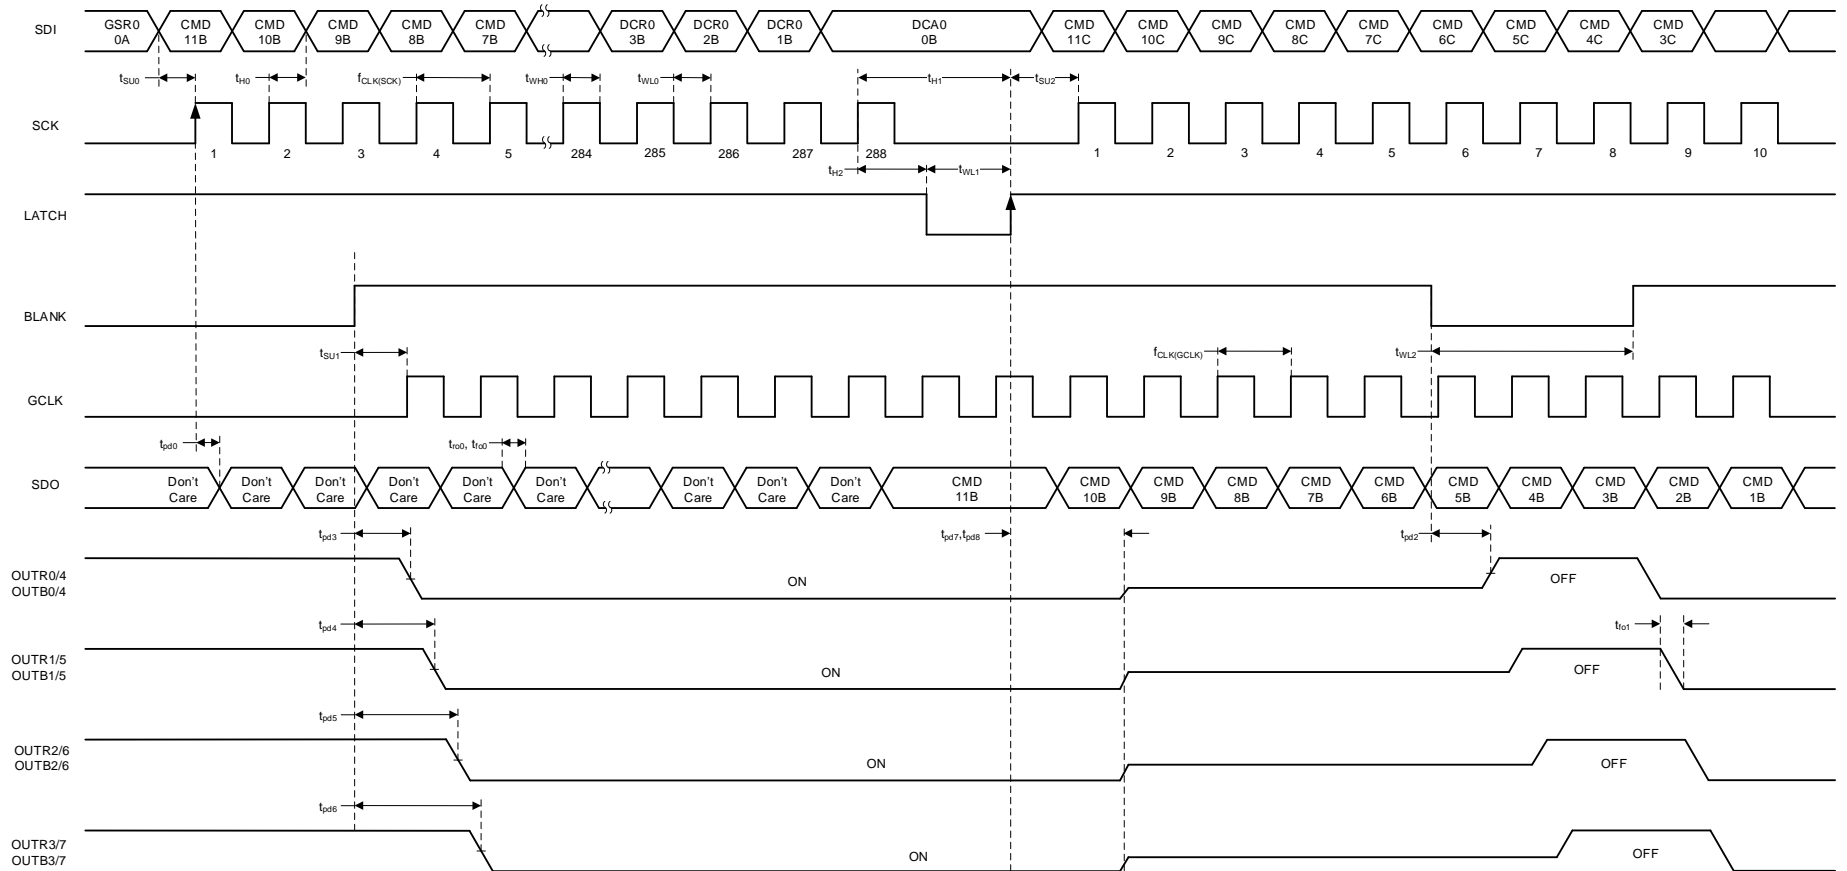 SDI
GSR0 0A
CMD 11B
CMD 10B
CMD 9B
CMD 8B
CMD 7B
DCR0 3B
DCR0 2B
DCR0 1B
DCA0 0B
CMD 11C
CMD 10C
CMD 9C
CMD 8C
CMD 7C
CMD 6C
CMD 5C
CMD 4C
CMD 3C
tSU0
tH0
fCLK(SCK)
tWH0
tWL0
tH1
tSU2
SCK
1 2 3 4 5 284 285 286 287 288 1 2 3 4 5 6 7 8 9 10
tH2
tWL1
LATCH
BLANK
tSU1
fCLK(GCLK)
tWL2
GCLK
tpd0
tro0, tfo0
SDO
Don't Care
Don't Care
Don't Care
Don't Care
Don't Care
Don't Care
Don't Care
Don't Care
Don't Care
CMD 11B
CMD 10B
CMD 9B
CMD 8B
CMD 7B
CMD 6B
CMD 5B
CMD 4B
CMD 3B
CMD 2B
CMD 1B
tpd3
tpd7,tpd8
tpd2
OUTR0/4
OUTB0/4
ON
OFF
tpd4
tfo1
OUTR1/5
OUTB1/5
ON
OFF
tpd5
OUTR2/6
OUTB2/6
ON
OFF
tpd6
OUTR3/7
OUTB3/7
ON
OFF